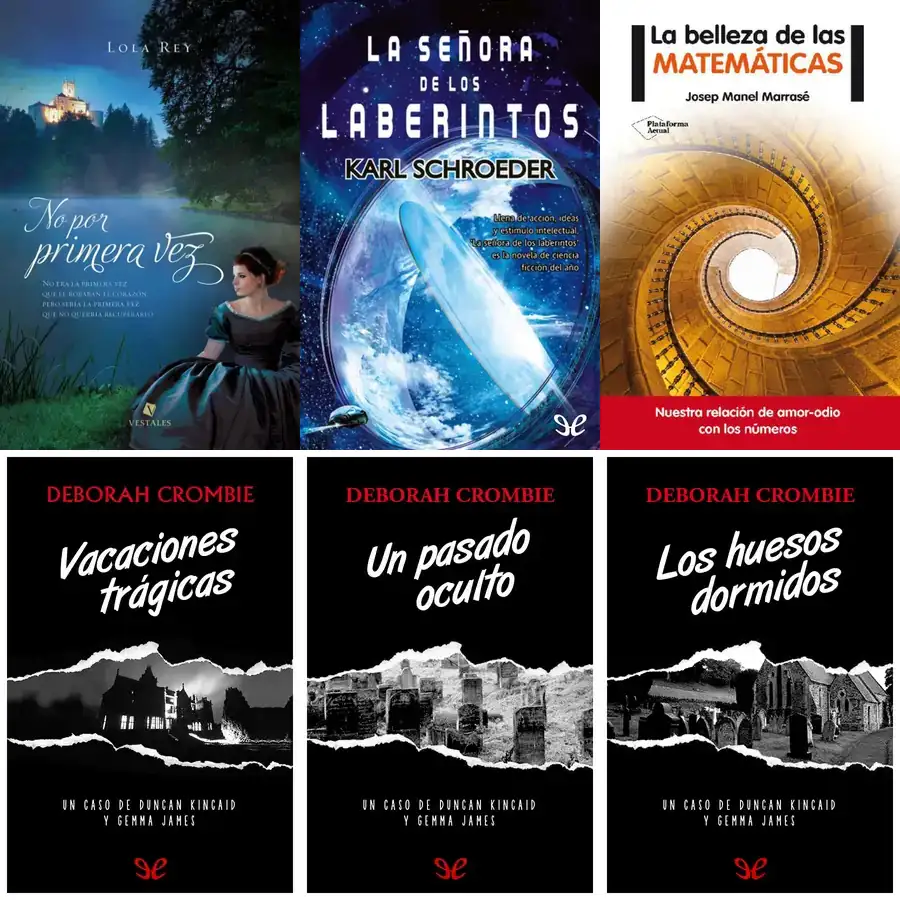 LOLA REY
No por
primera vez
NO ERA LA PRIMERA VEZ
QUE LE ROBABAN EL CORAZÓN,
PERO SERÍA LA PRIMERA VEZ
QUE NO QUERRÍA RECUPERARLO
VESTALES
LA SEÑORA
DE LOS
LABERINTOS
KARL SCHROEDER
Llena de acción, ideas
y estímulo intelectual.
"La señora de los laberintos"
es la novela de ciencia
ficción del año
La belleza de las
MATEMÁTICAS
Josep Manel Marrasé
Plataforma
Actual
Nuestra relación de amor-odio
con los números
DEBORAH CROMBIE
Vacaciones
trágicas
UN CASO DE DUNCAN KINCAID
Y GEMMA JAMES
DEBORAH CROMBIE
Un pasado
oculto
UN CASO DE DUNCAN KINCAID
Y GEMMA JAMES
DEBORAH CROMBIE
Los huesos
dormidos
UN CASO DE DUNCAN KINCAID
Y GEMMA JAMES